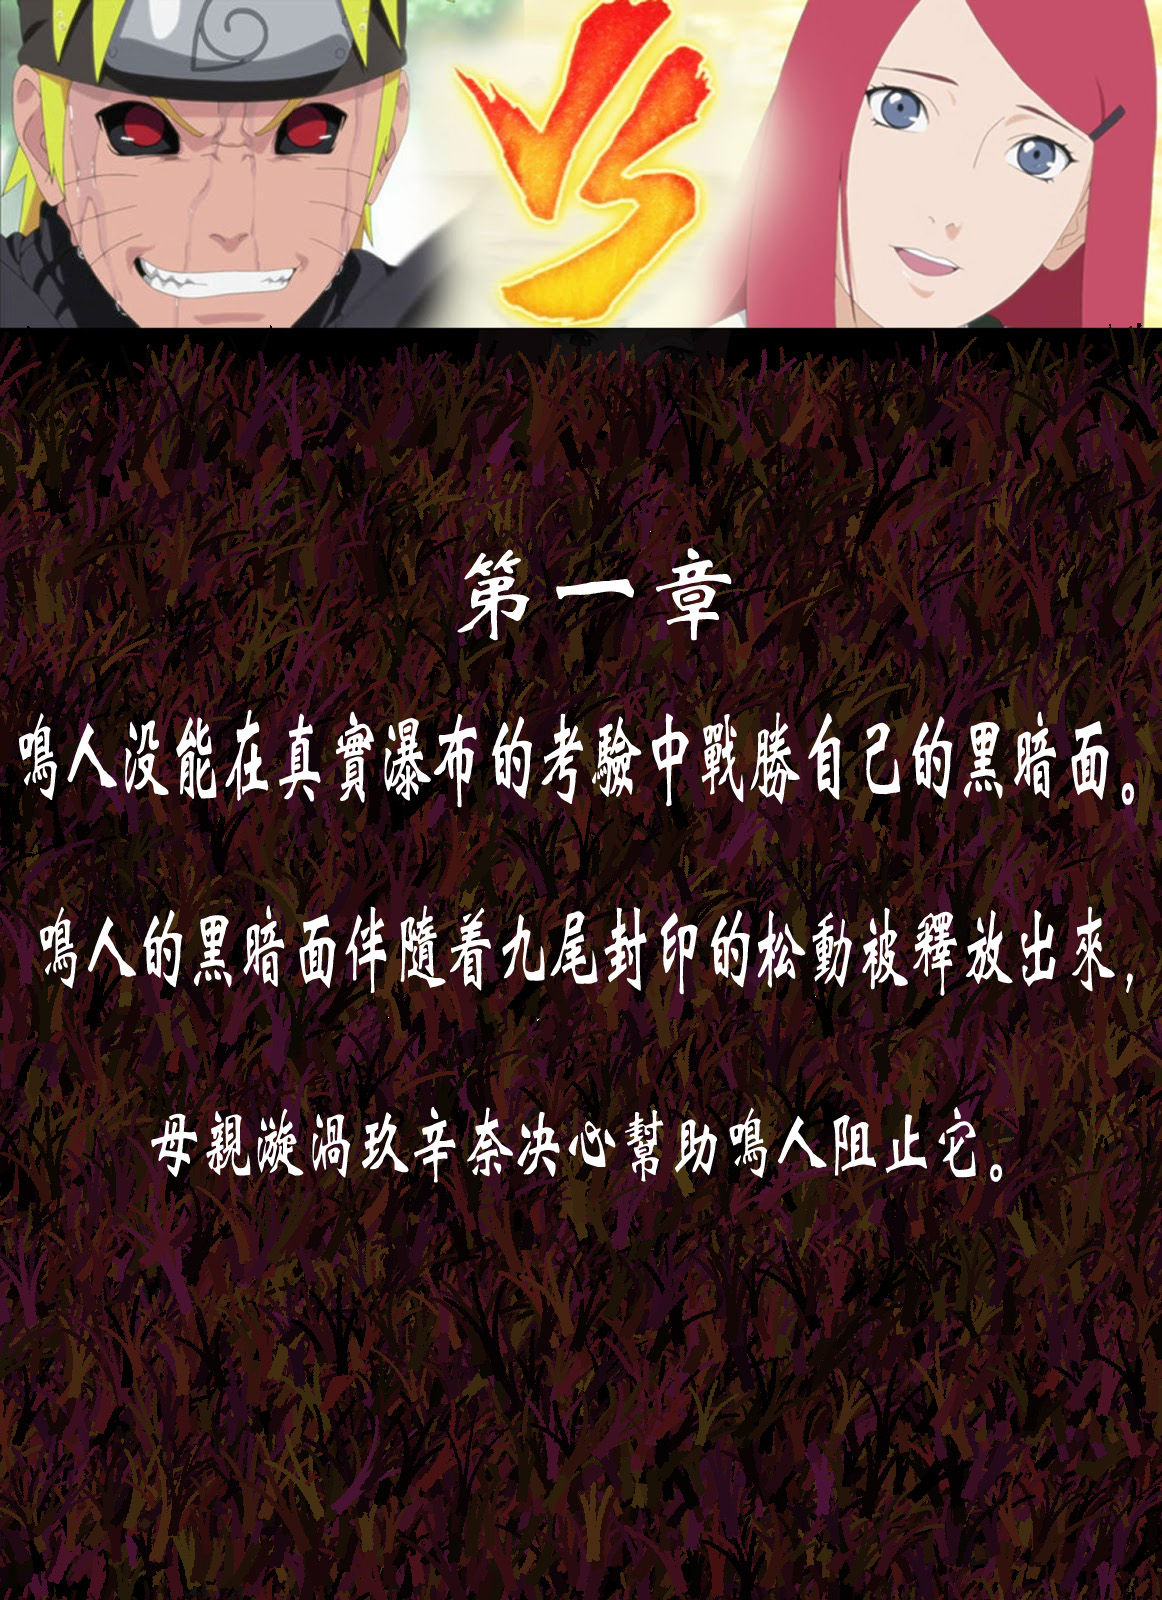 VS
第一章
鳴人没能在真實瀑布的考驗中戰勝自己的黑暗面。
鳴人的黑暗面伴隨着九尾封印的松動被釋放出來，
母親漩渦玖辛奈决心幫助鳴人阻止它。